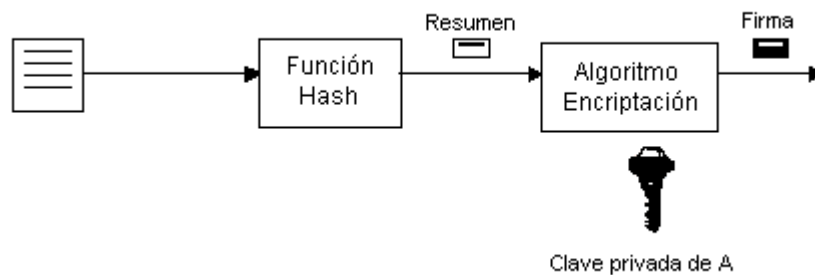 Resumen
Firma
Función
Hash
Algoritmo
Encriptación
Clave privada de A